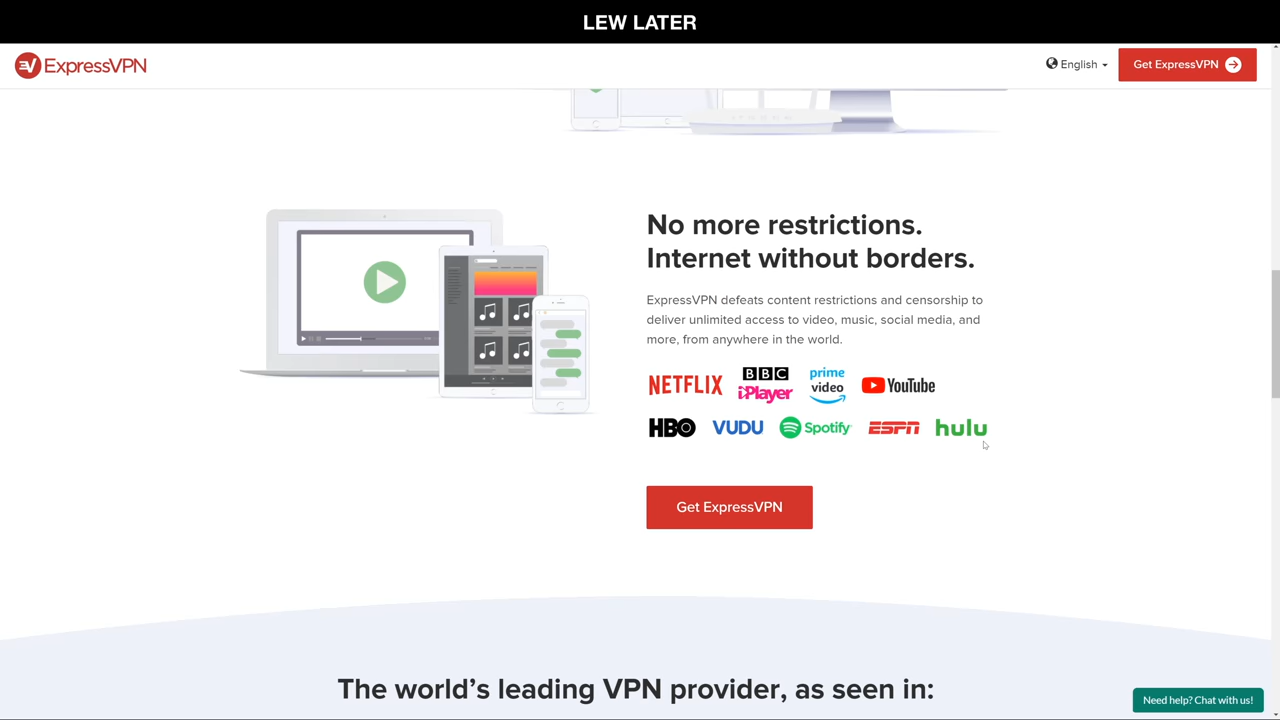 LEW LATER
ExpressVPN
English
Get ExpressVPN
No more restrictions.
Internet without borders.
ExpressVPN defeats content restrictions and censorship to
deliver unlimited access to video, music, social media, and
more, from anywhere in the world.
NETFLIX BBC iPlayer prime video YouTube
HBO VUDU Spotify ESPN hulu
Get ExpressVPN
The world's leading VPN provider, as seen in:
Need help? Chat with us!